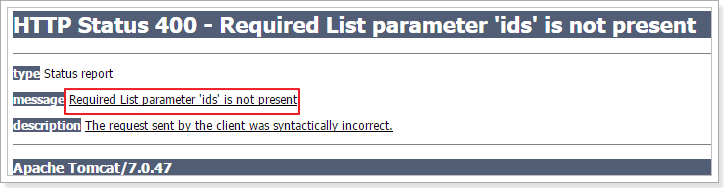 HTTP Status 400 - Required List parameter 'ids' is not present
type Status report
message Required List parameter 'ids' is not present
description The request sent by the client was syntactically incorrect.
Apache Tomcat/7.0.47